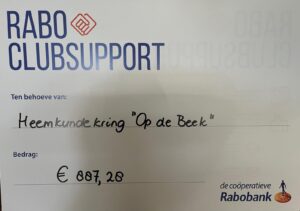 RABO
CLUBSUPPORT
Ten behoeve van:
Heemkundekring "Op de Beek"
Bedrag:
€ 887,28
de coöperatieve
Rabobank